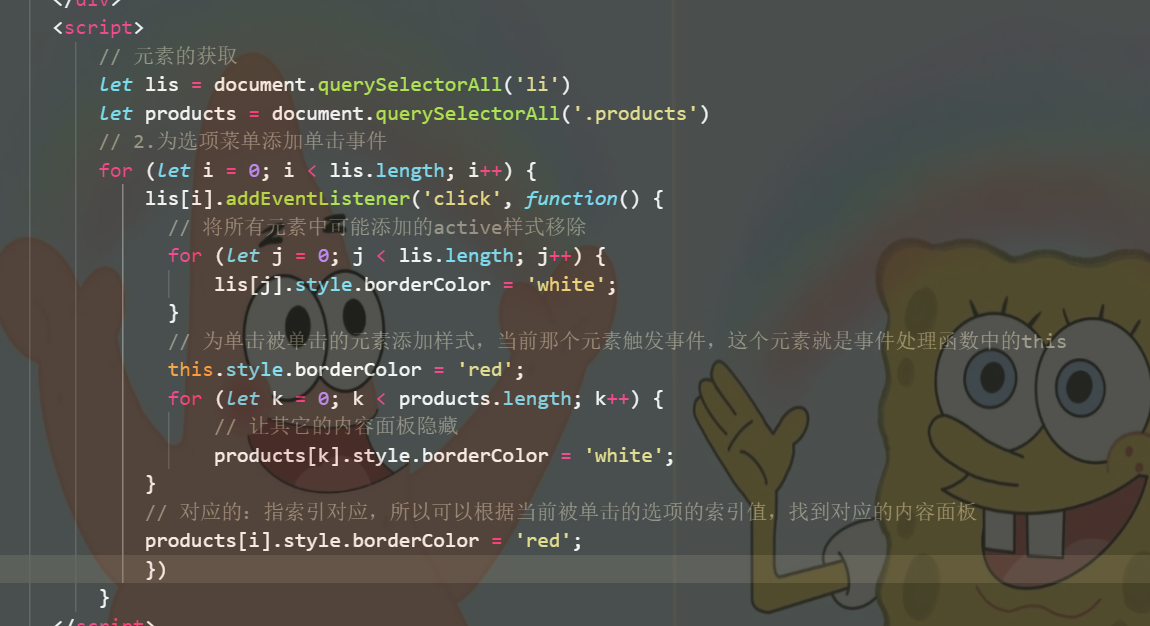 </div>
<script>
// 元素的获取
let lis = document.querySelectorAll('li')
let products = document.querySelectorAll('.products')
// 2.为选项菜单添加单击事件
for (let i = 0; i < lis.length; i++) {
lis[i].addEventListener('click', function() {
// 将所有元素中可能添加的active样式移除
for (let j = 0; j < lis.length; j++) {
lis[j].style.borderColor = 'white';
}
// 为单击被单击的元素添加样式，当前那个元素触发事件，这个元素就是事件处理函数中的this
this.style.borderColor = 'red';
for (let k = 0; k < products.length; k++) {
// 让其它的内容面板隐藏
products[k].style.borderColor = 'white';
}
// 对应的：指索引对应，所以可以根据当前被单击的选项的索引值，找到对应的内容面板
products[i].style.borderColor = 'red';
})
}
</script>